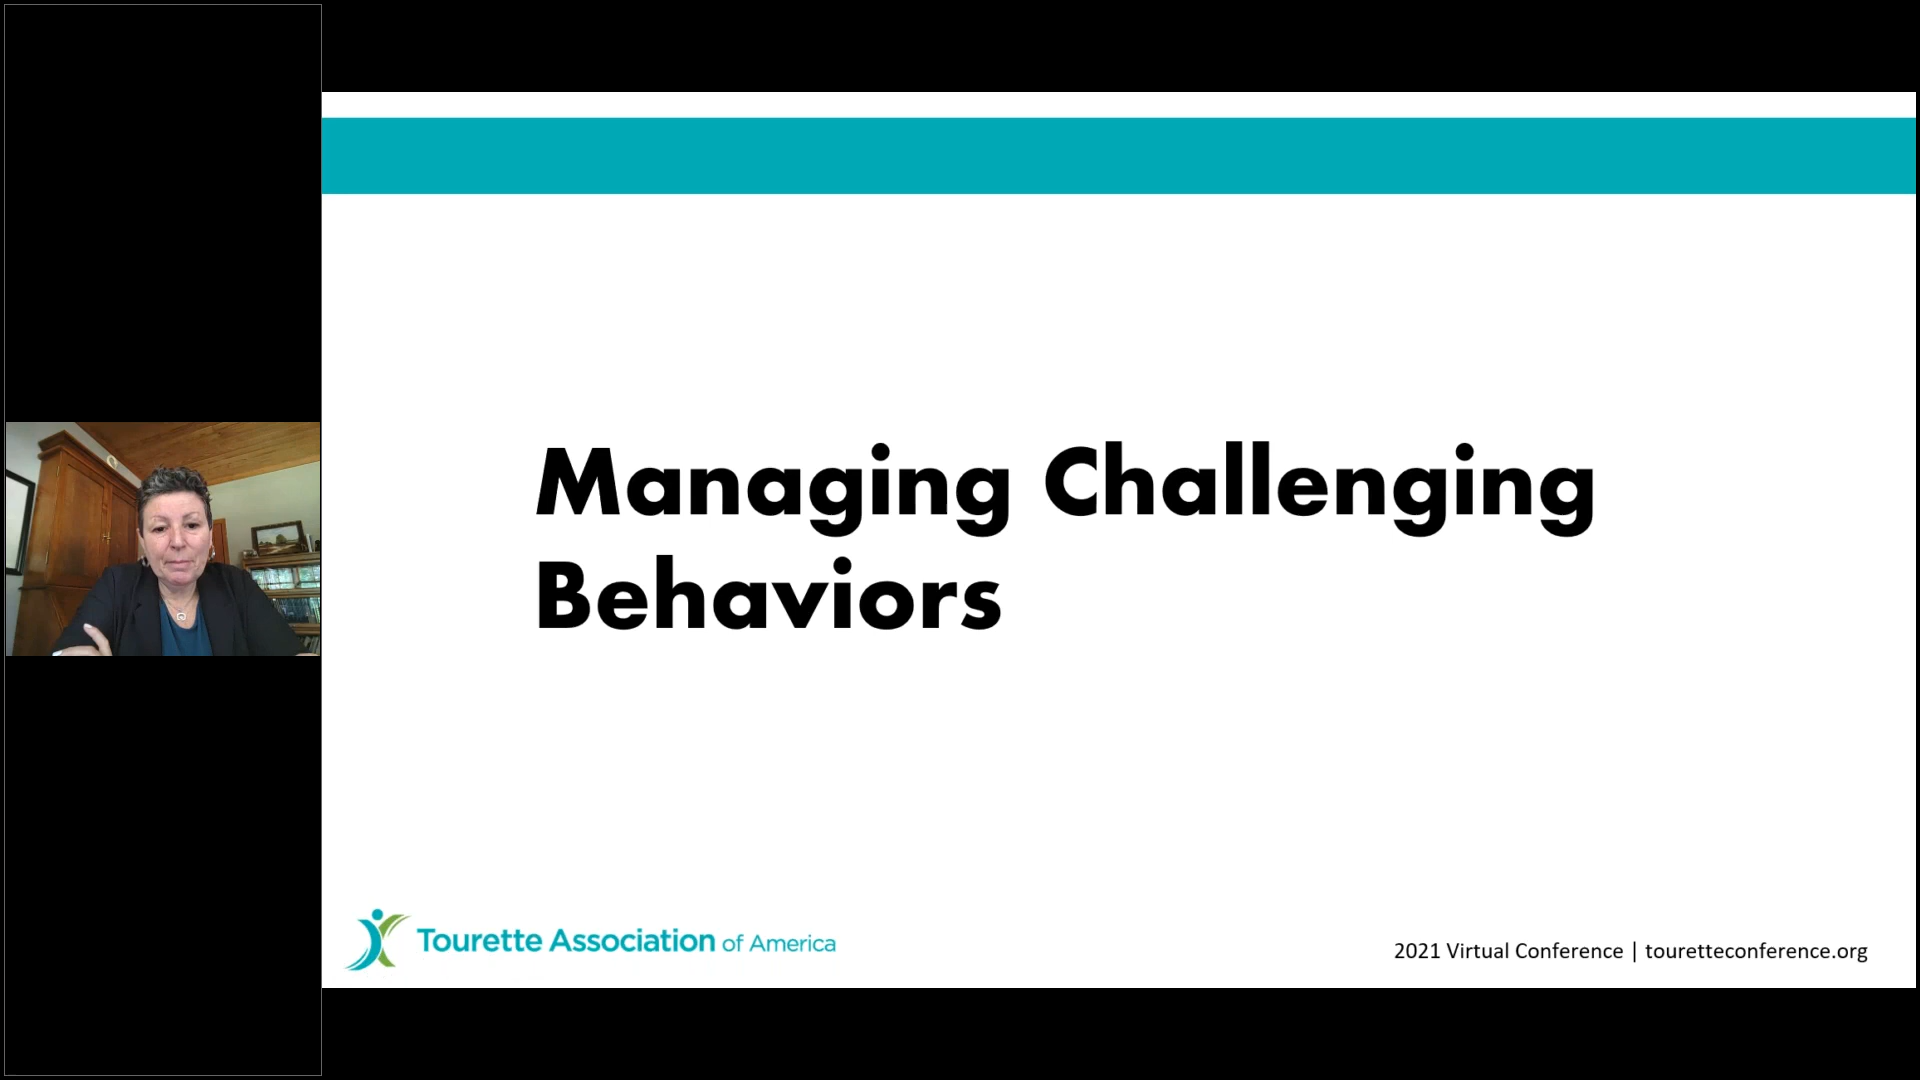 Managing Challenging
Behaviors
Tourette Association of America
2021 Virtual Conference | touretteconference.org